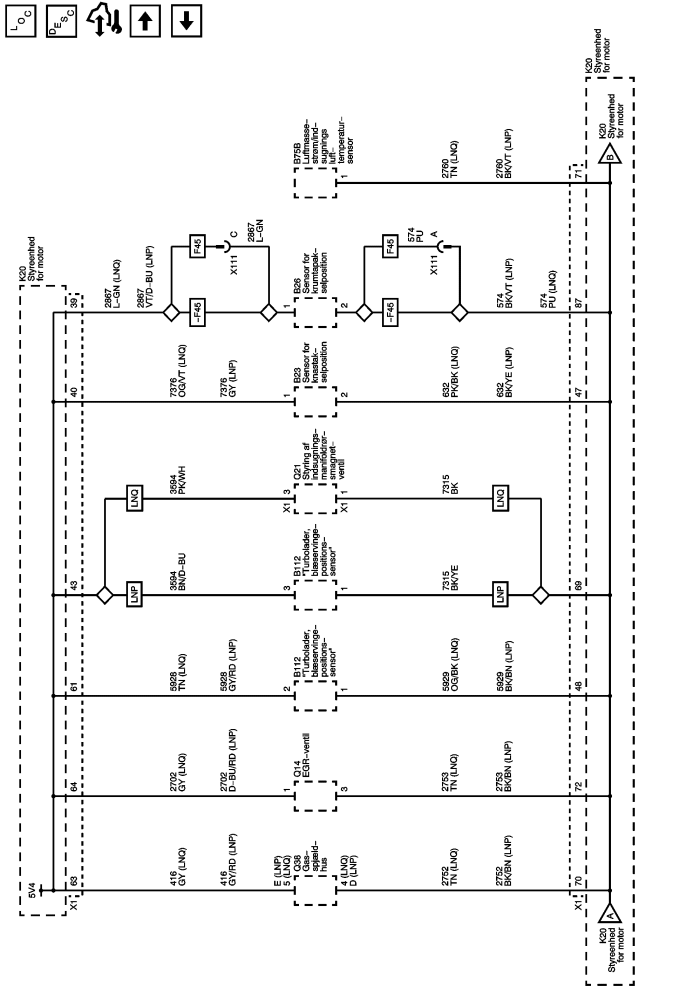 LOC
DESC
K20
Styreenhed
for motor
5V4
X1
63
64
61
43
40
39
416
GY (LNQ)
416
GY/RD (LNP)
E (LNP)
5 (LNQ)
Q38
Gas-
spjæld-
hus
4 (LNQ)
D (LNP)
2752
TN (LNQ)
2752
BK/BN (LNP)
70
X1
2702
GY (LNQ)
2702
D-BU/RD (LNP)
1
Q14
EGR-ventil
3
2753
TN (LNQ)
2753
BK/BN (LNP)
72
5928
TN (LNQ)
5928
GY/RD (LNP)
2
B112
"Turbolader,
blæservinge-
positions-
sensor"
1
5929
OG/BK (LNQ)
5929
BK/BN (LNP)
48
LNP
3594
BN/D-BU
3
B112
"Turbolader,
blæservinge-
positions-
sensor"
1
7315
BK/YE
LNP
69
LNQ
3594
PK/WH
X1
3
Q21
Styring af
indsugnings-
manifoldrør-
smagnet-
ventil
X1
1
7315
BK
LNQ
7376
OG/VT (LNQ)
7376
GY (LNP)
1
B23
Sensor for
knastak-
selposition
2
632
PK/BK (LNQ)
632
BK/YE (LNP)
47
2867
L-GN (LNQ)
2867
VT/D-BU (LNP)
F45
-F45
X111
C
2867
L-GN
1
B26
Sensor for
krumtapak-
selposition
2
F45
-F45
574
PU
X111
A
574
BK/VT (LNP)
574
PU (LNQ)
87
B75B
Luftmasse-
strøm/ind-
sugnings
luft-
temperatur-
sensor
1
2760
TN (LNQ)
2760
BK/VT (LNP)
71
A
K20
Styreenhed
for motor
B
K20
Styreenhed
for motor
K20
Styreenhed
for motor